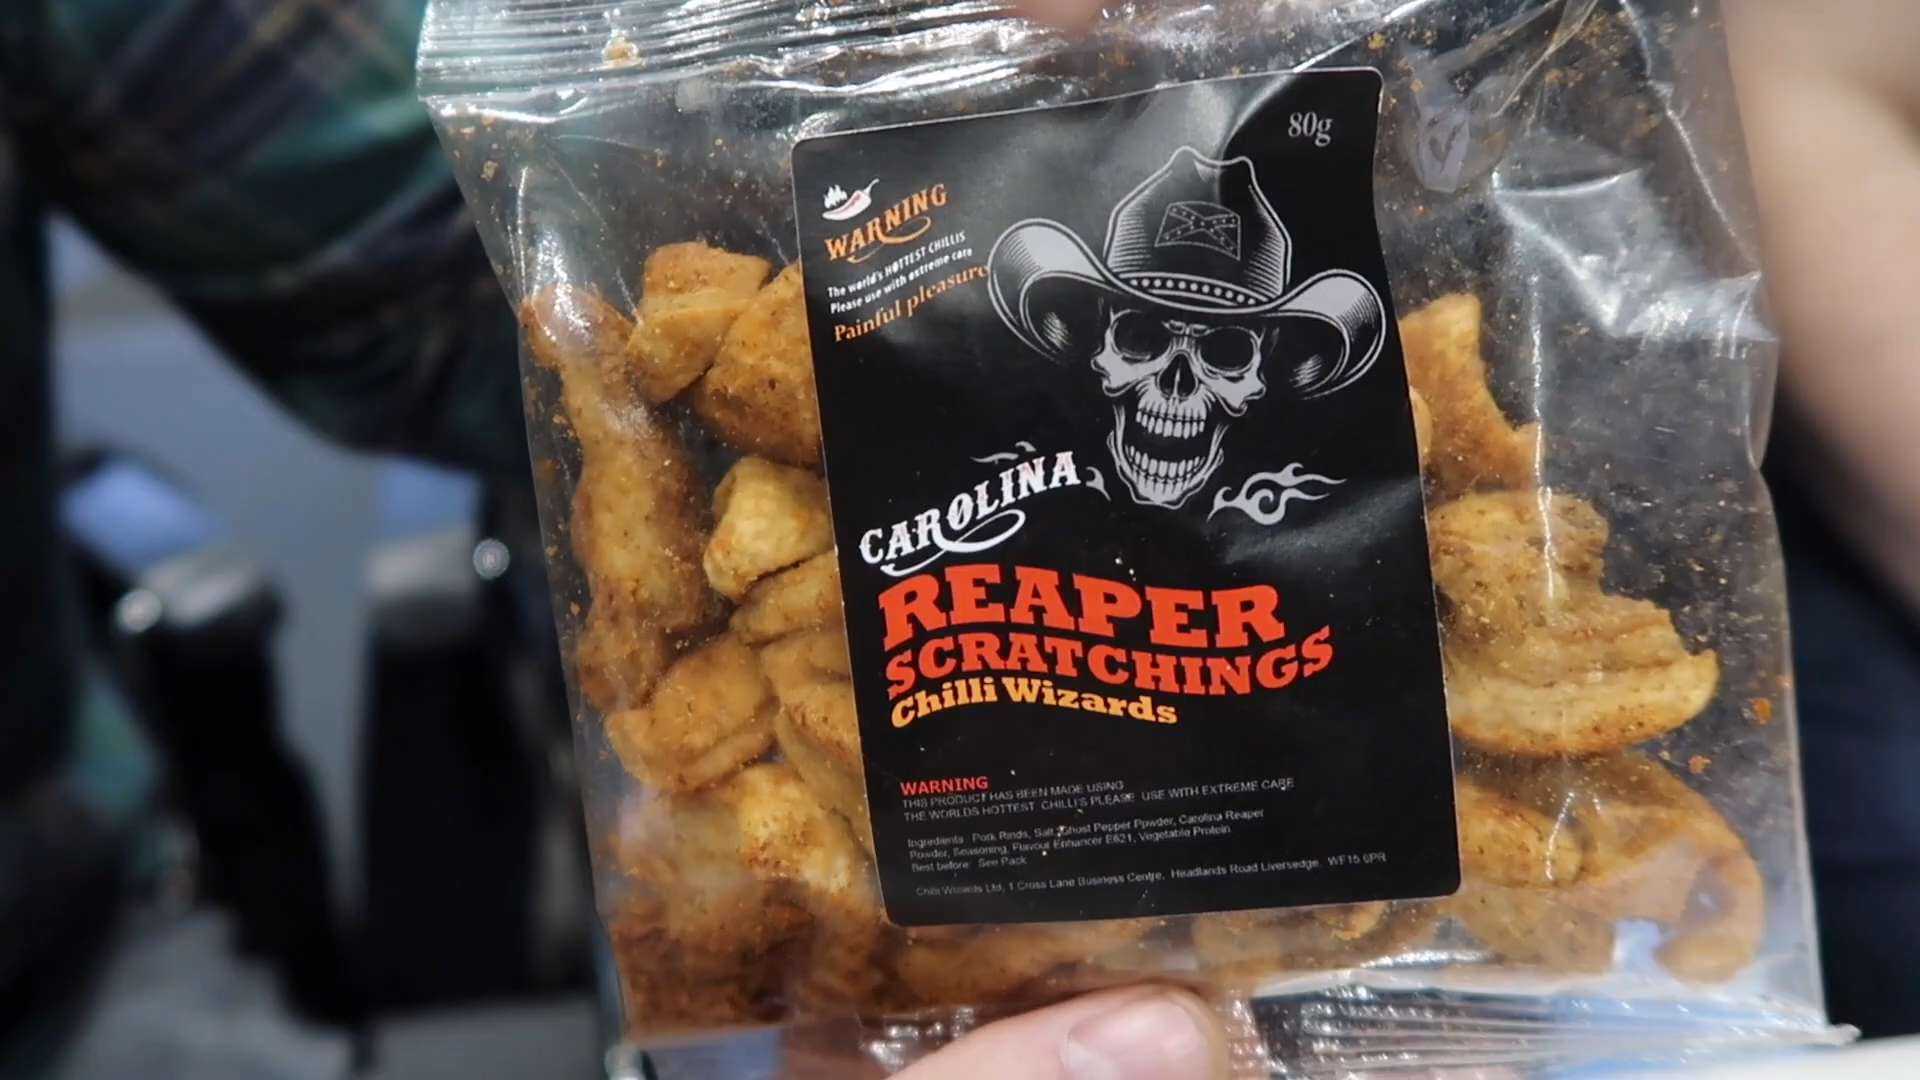 80g
WARNING
The world's HOTTEST CHILLIS
Please use with extreme care
Painful pleasure
CAROLINA
REAPER
SCRATCHINGS
Chilli Wizards
WARNING
THIS PRODUCT HAS BEEN MADE USING
THE WORLDS HOTTEST CHILLI'S PLEASE USE WITH EXTREME CARE
Ingredients Pork Rinds, Salt, Ghost Pepper Powder, Carolina Reaper
Powder, Seasoning, Flavour Enhancer E621, Vegetable Protein
Best before: See Pack
Chilli Wizards Ltd, 1 Cross Lane Business Centre, Headlands Road Liversedge, WF15 6PR